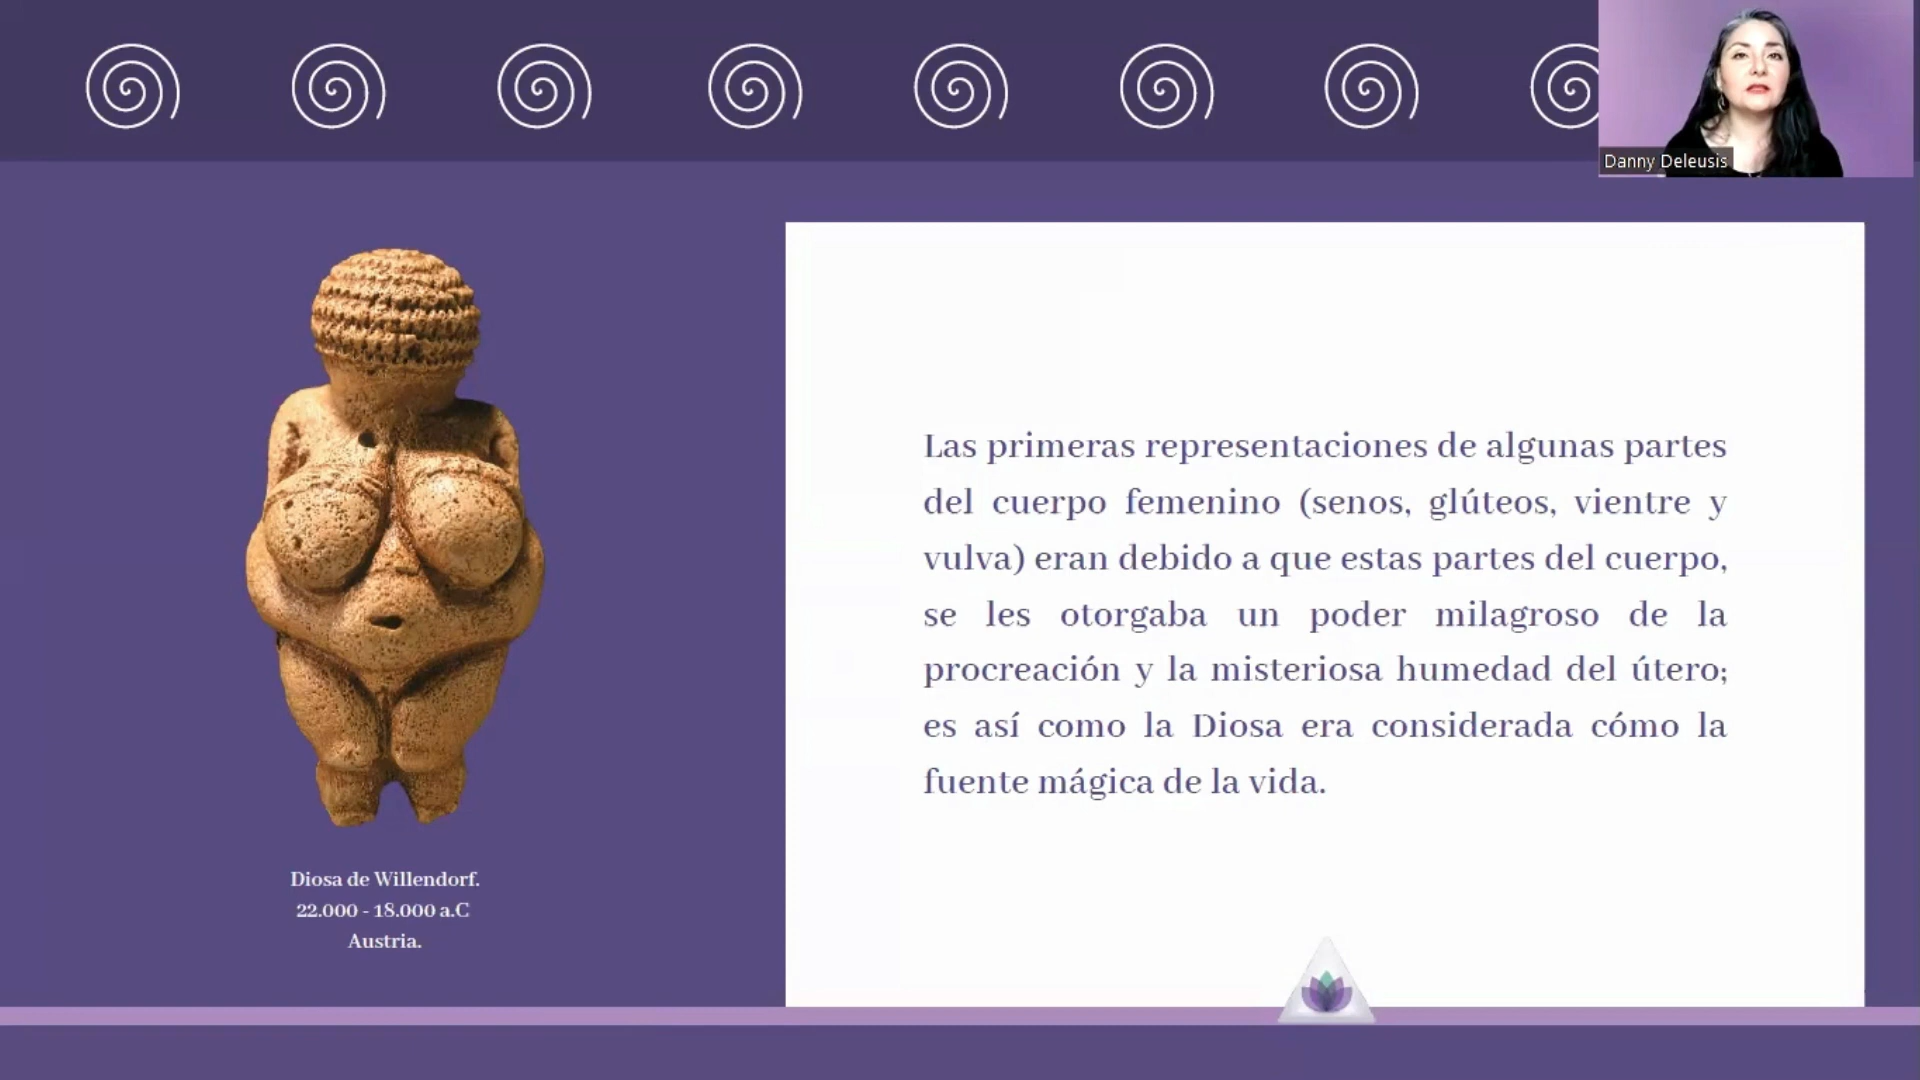 Danny Deleusis
Las primeras representaciones de algunas partes
del cuerpo femenino (senos, glúteos, vientre y
vulva) eran debido a que estas partes del cuerpo,
se les otorgaba un poder milagroso de la
procreación y la misteriosa humedad del útero;
es así como la Diosa era considerada cómo la
fuente mágica de la vida.
Diosa de Willendorf.
22.000 - 18.000 a.C
Austria.